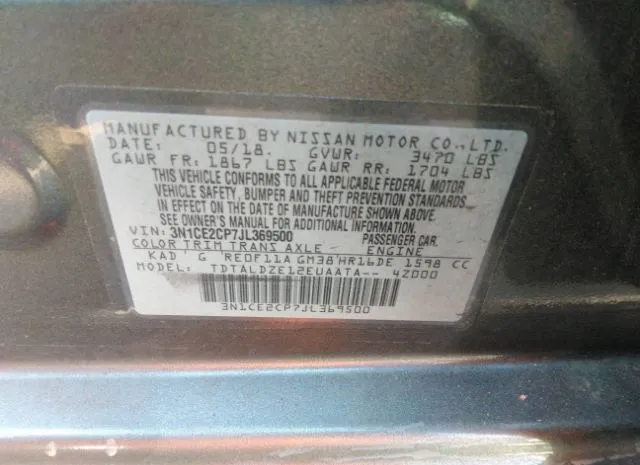 MANUFACTURED BY NISSAN MOTOR CO., LTD.
DATE: 05/18. GVWR: 3470 LBS
GAWR FR: 1867 LBS GAWR RR: 1704 LBS
THIS VEHICLE CONFORMS TO ALL APPLICABLE FEDERAL MOTOR
VEHICLE SAFETY, BUMPER AND THEFT PREVENTION STANDARDS
IN EFFECT ON THE DATE OF MANUFACTURE SHOWN ABOVE.
SEE OWNER'S MANUAL FOR ADDITIONAL INFORMATION.
VIN: 3N1CE2CP7JL369500 PASSENGER CAR.
COLOR TRIM TRANS AXLE ENGINE
KAD G RE0F11A GM38 HR16DE 1598 CC
MODEL: TDTALDZE12EUAATA-- 4Z000
3N1CE2CP7JL369500